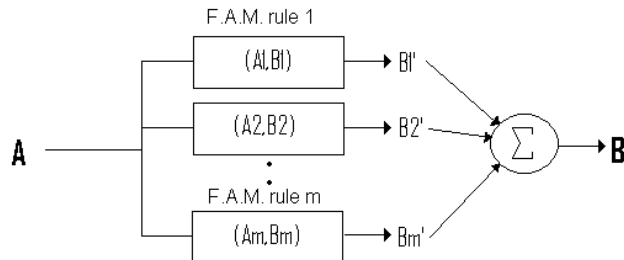 F.A.M. rule 1
(A1,B1) B1'
(A2,B2) B2'
A Σ B
F.A.M. rule m
(Am,Bm) Bm'